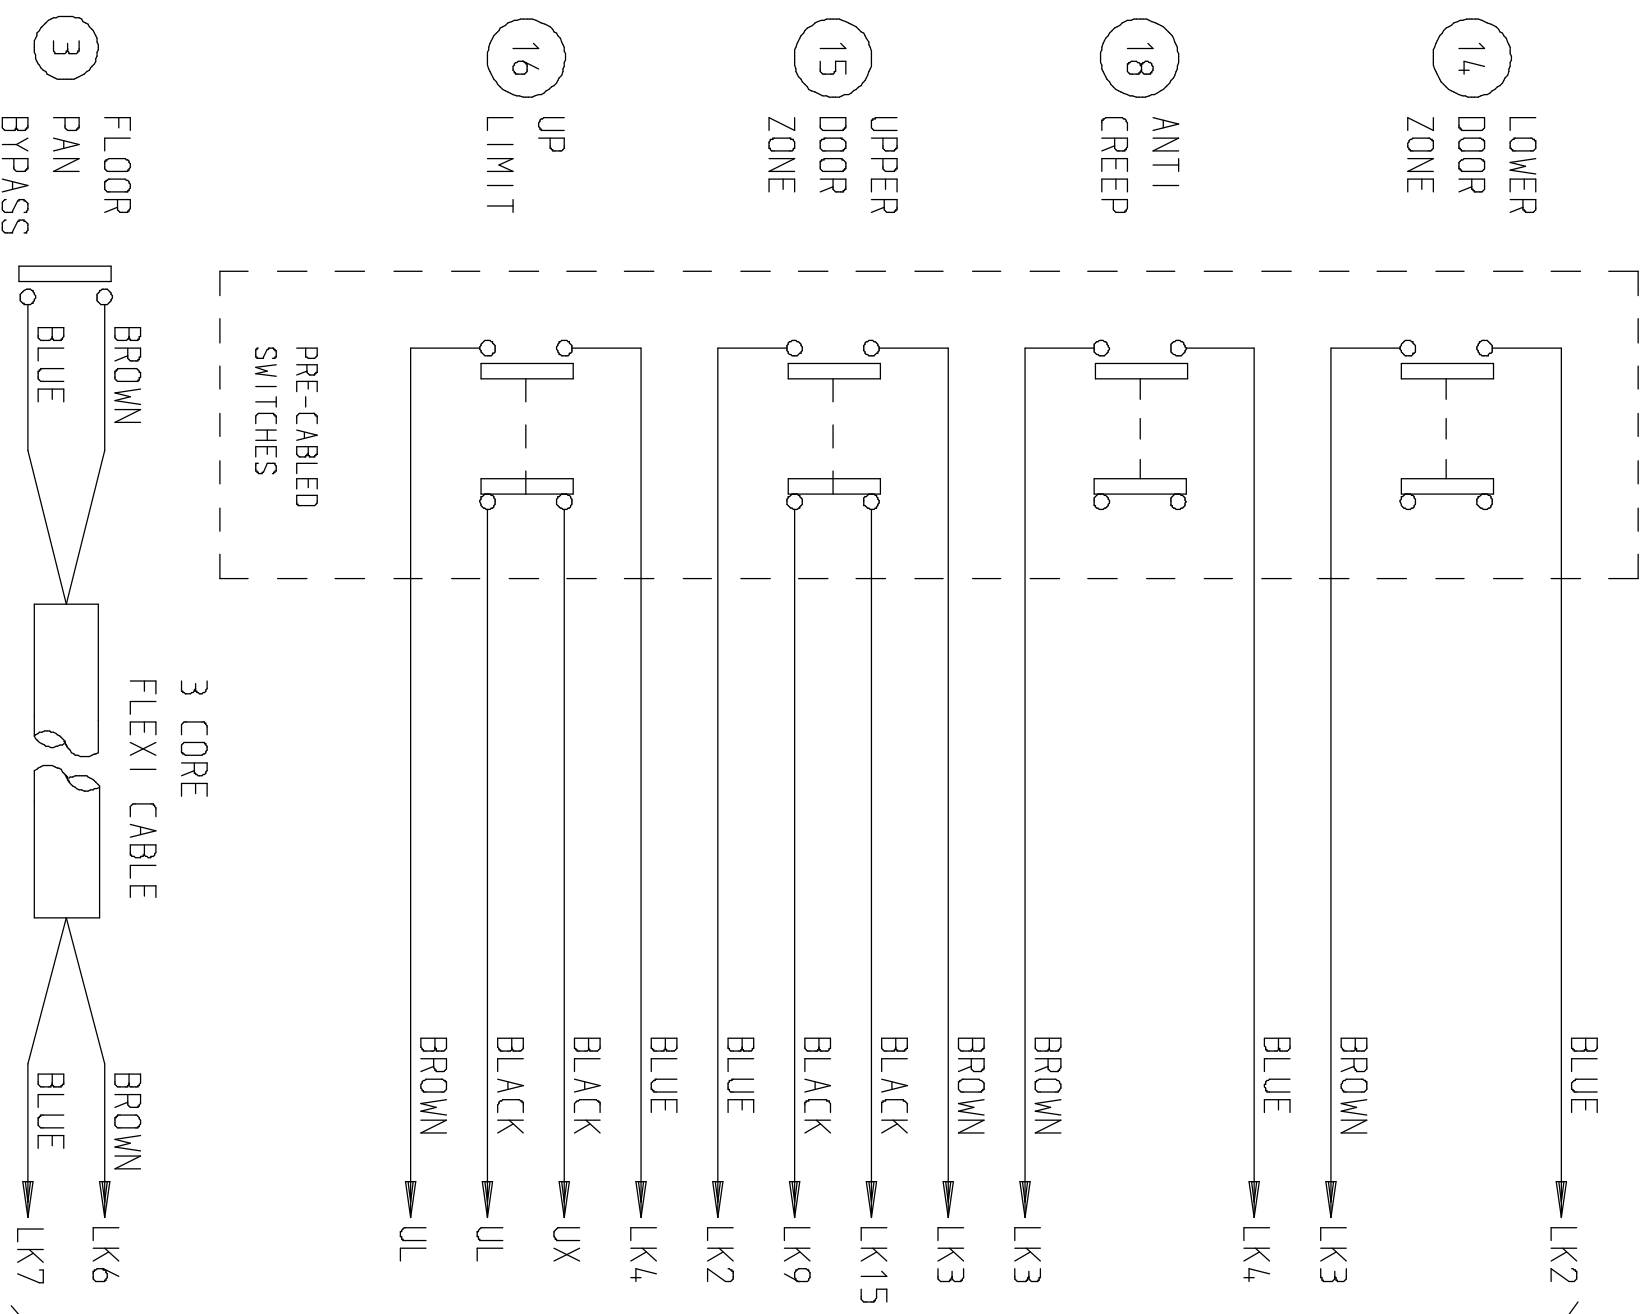 14
LOWER
DOOR
ZONE
BLUE
LK2
BROWN
LK3
18
ANTI
CREEP
BLUE
LK4
BROWN
LK3
15
UPPER
DOOR
ZONE
BROWN
LK3
BLACK
LK15
BLACK
LK9
BLUE
LK2
16
UP
LIMIT
BLUE
LK4
BLACK
UX
BLACK
UL
BROWN
UL
PRE-CABLED
SWITCHES
3 CORE
FLEXI CABLE
3
FLOOR
PAN
BYPASS
BROWN
BLUE
BROWN
LK6
BLUE
LK7